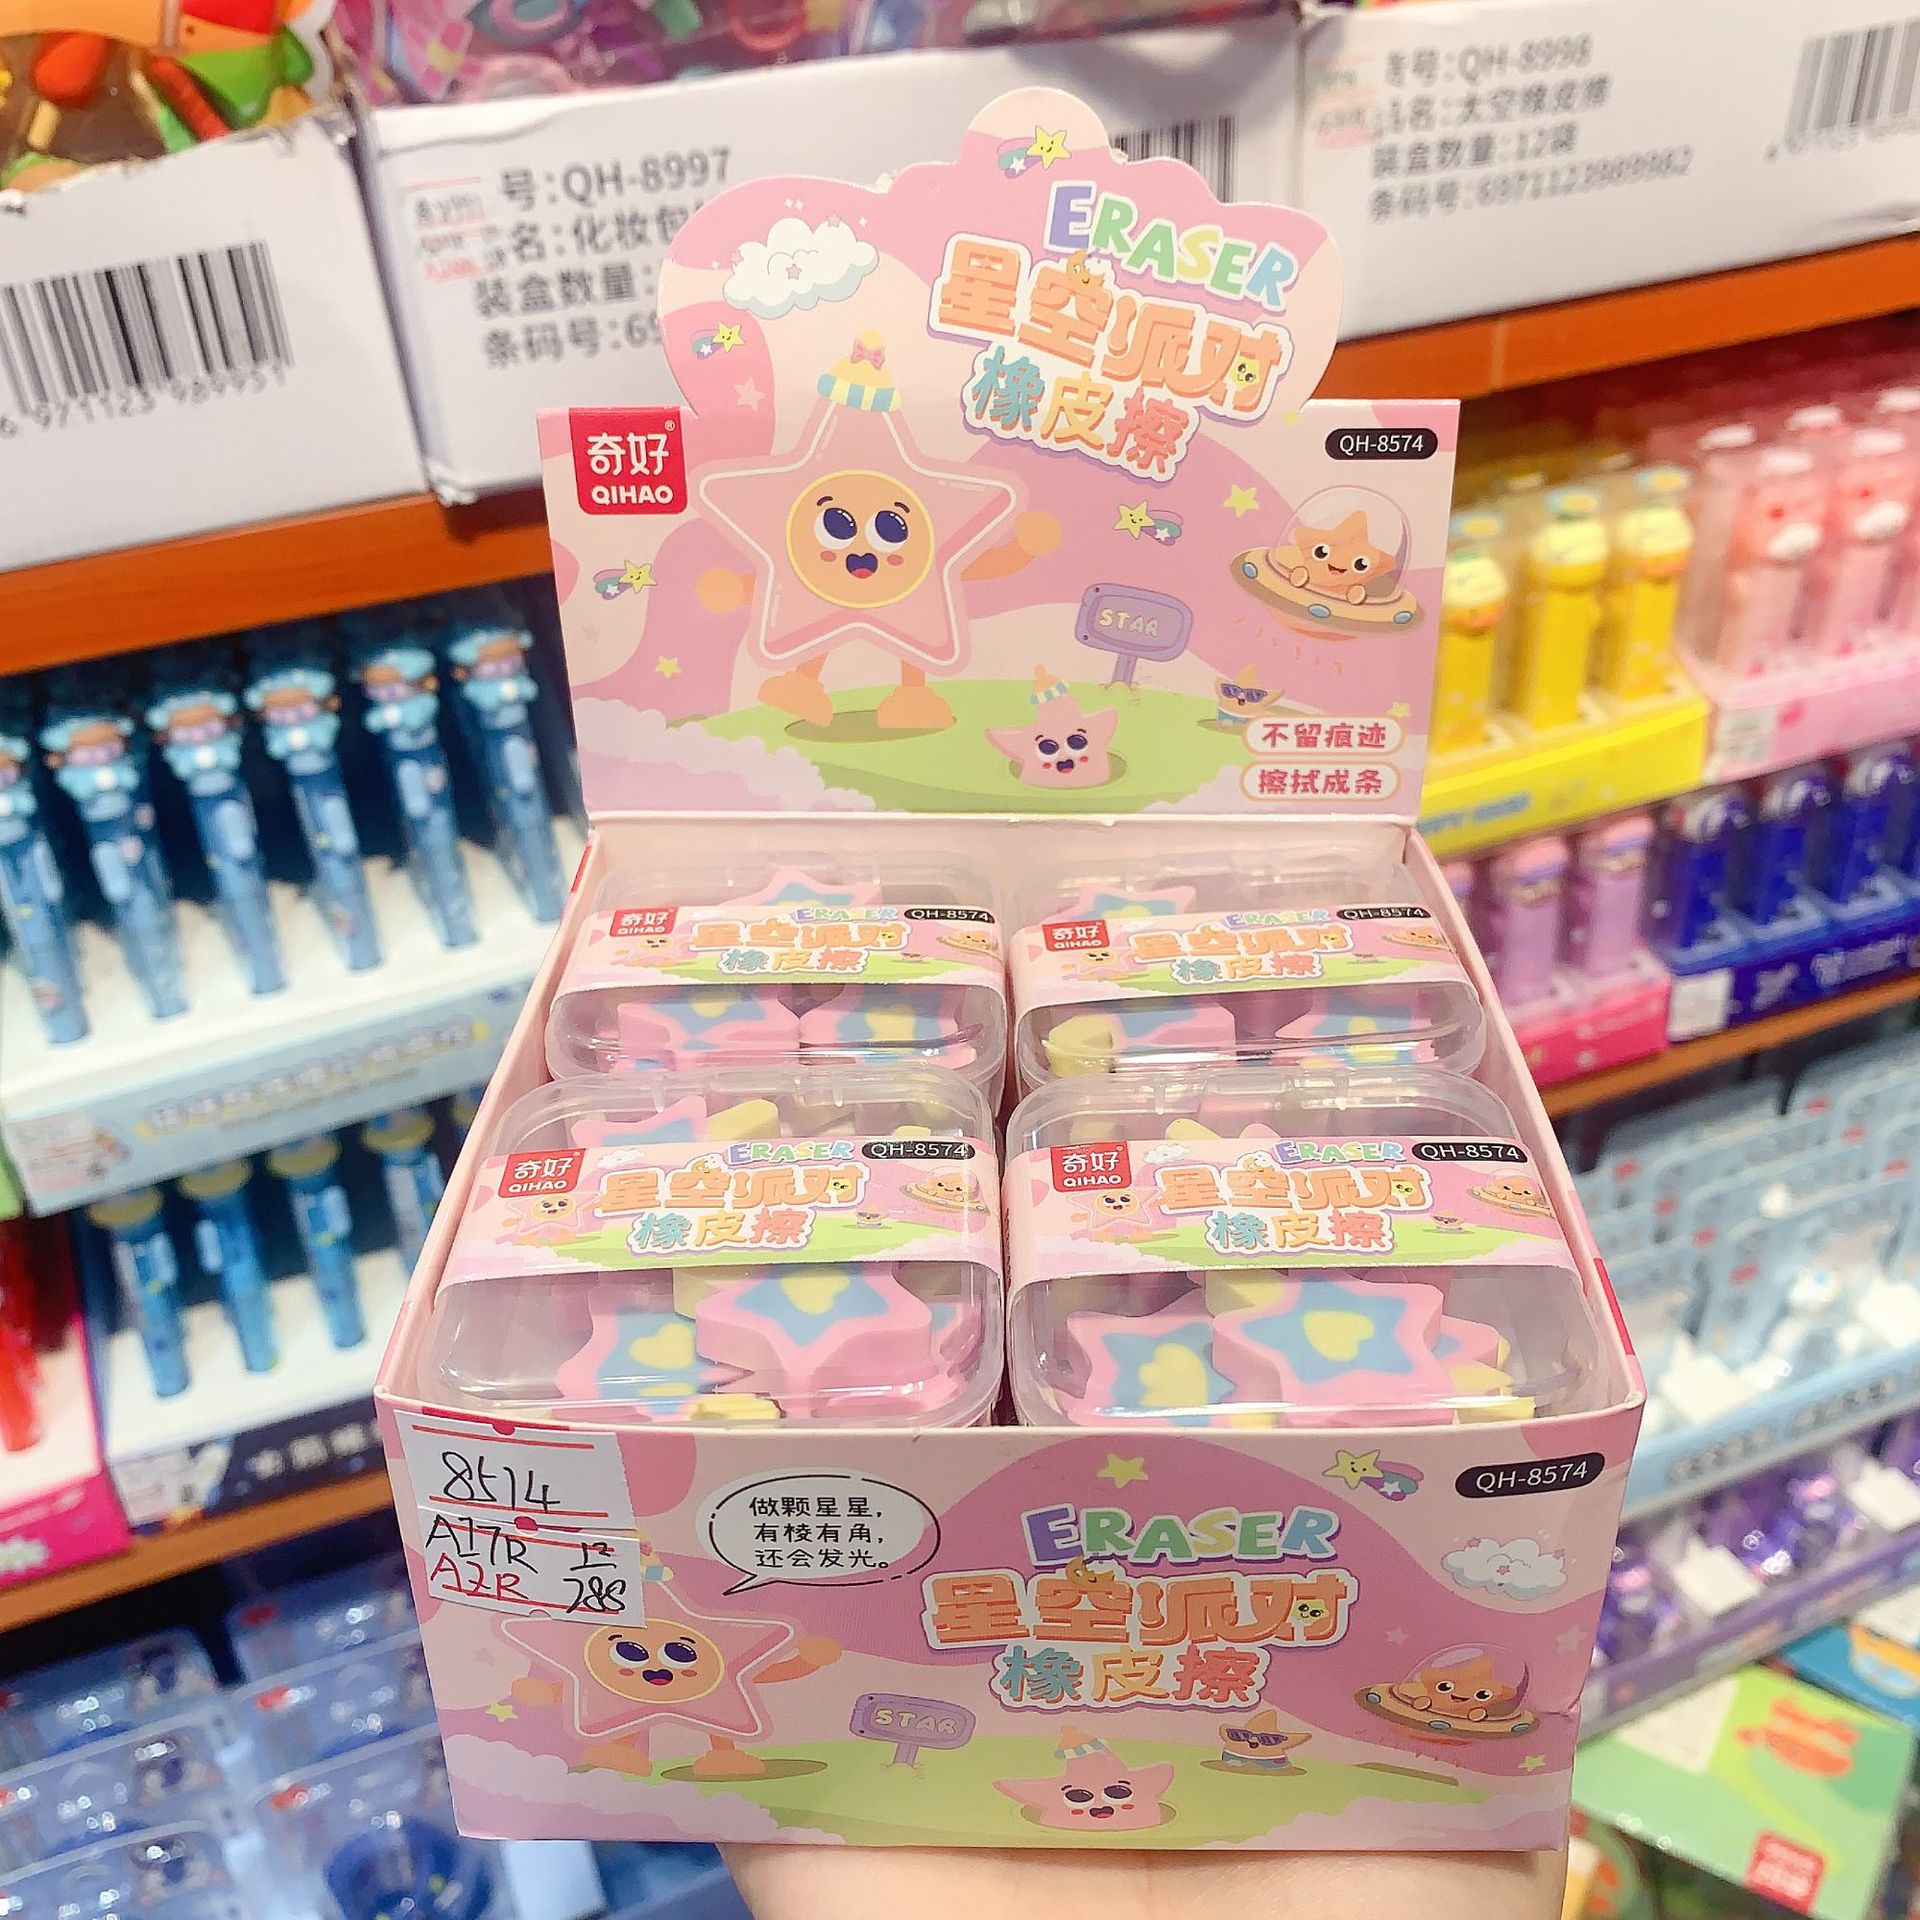 号:QH-8997
名:化妆包
装盒数量:
条码号:69
号:QH-8998
名:太空橡皮擦
装盒数量:12袋
条码号:6971123989982
6 971123 989951
ERASER
星空派对
橡皮擦
奇好®
QIHAO
QH-8574
STAR
不留痕迹
擦拭成条
奇好
QIHAO
ERASER
QH-8574
星空派对
橡皮擦
奇好
QIHAO
ERASER
QH-8574
星空派对
橡皮擦
奇好
QIHAO
ERASER
QH-8574
星空派对
橡皮擦
奇好
QIHAO
ERASER
QH-8574
星空派对
橡皮擦
8574
A17R
A2R
12
288
做颗星星，
有棱有角，
还会发光。
QH-8574
ERASER
星空派对
橡皮擦
STAR